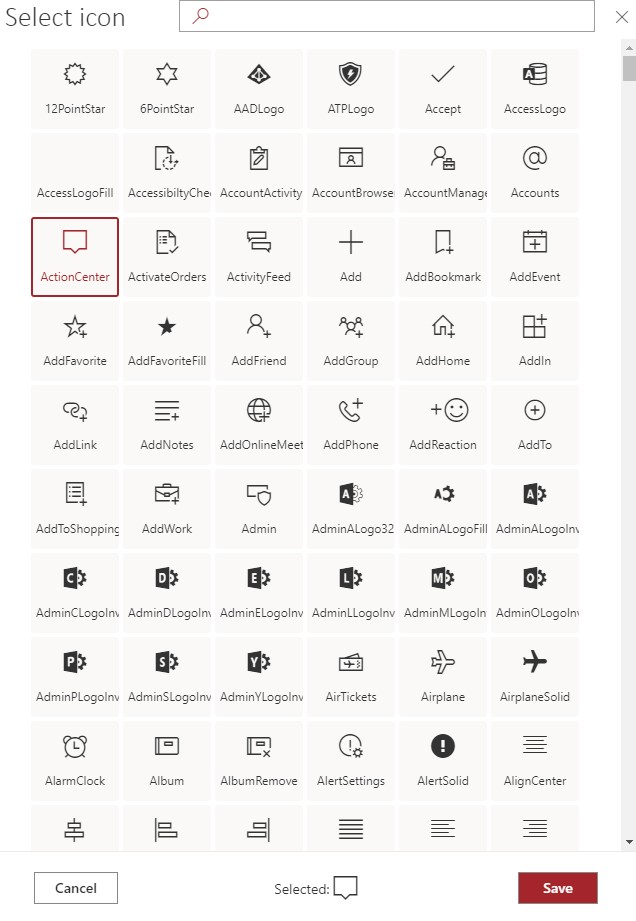 Select icon
12PointStar 6PointStar AADLogo ATPLogo Accept AccessLogo
AccessLogoFill AccessibiltyChe AccountActivity AccountBrowse AccountManage Accounts
ActionCenter ActivateOrders ActivityFeed Add AddBookmark AddEvent
AddFavorite AddFavoriteFill AddFriend AddGroup AddHome AddIn
AddLink AddNotes AddOnlineMeet AddPhone AddReaction AddTo
AddToShopping AddWork Admin AdminALogo32 AdminALogoFill AdminALogoInv
AdminCLogoInv AdminDLogoInv AdminELogoInv AdminLLogoInv AdminMLogoIn AdminOLogoInv
AdminPLogoInv AdminSLogoInv AdminYLogoInv AirTickets Airplane AirplaneSolid
AlarmClock Album AlbumRemove AlertSettings AlertSolid AlignCenter
Cancel Selected: Save